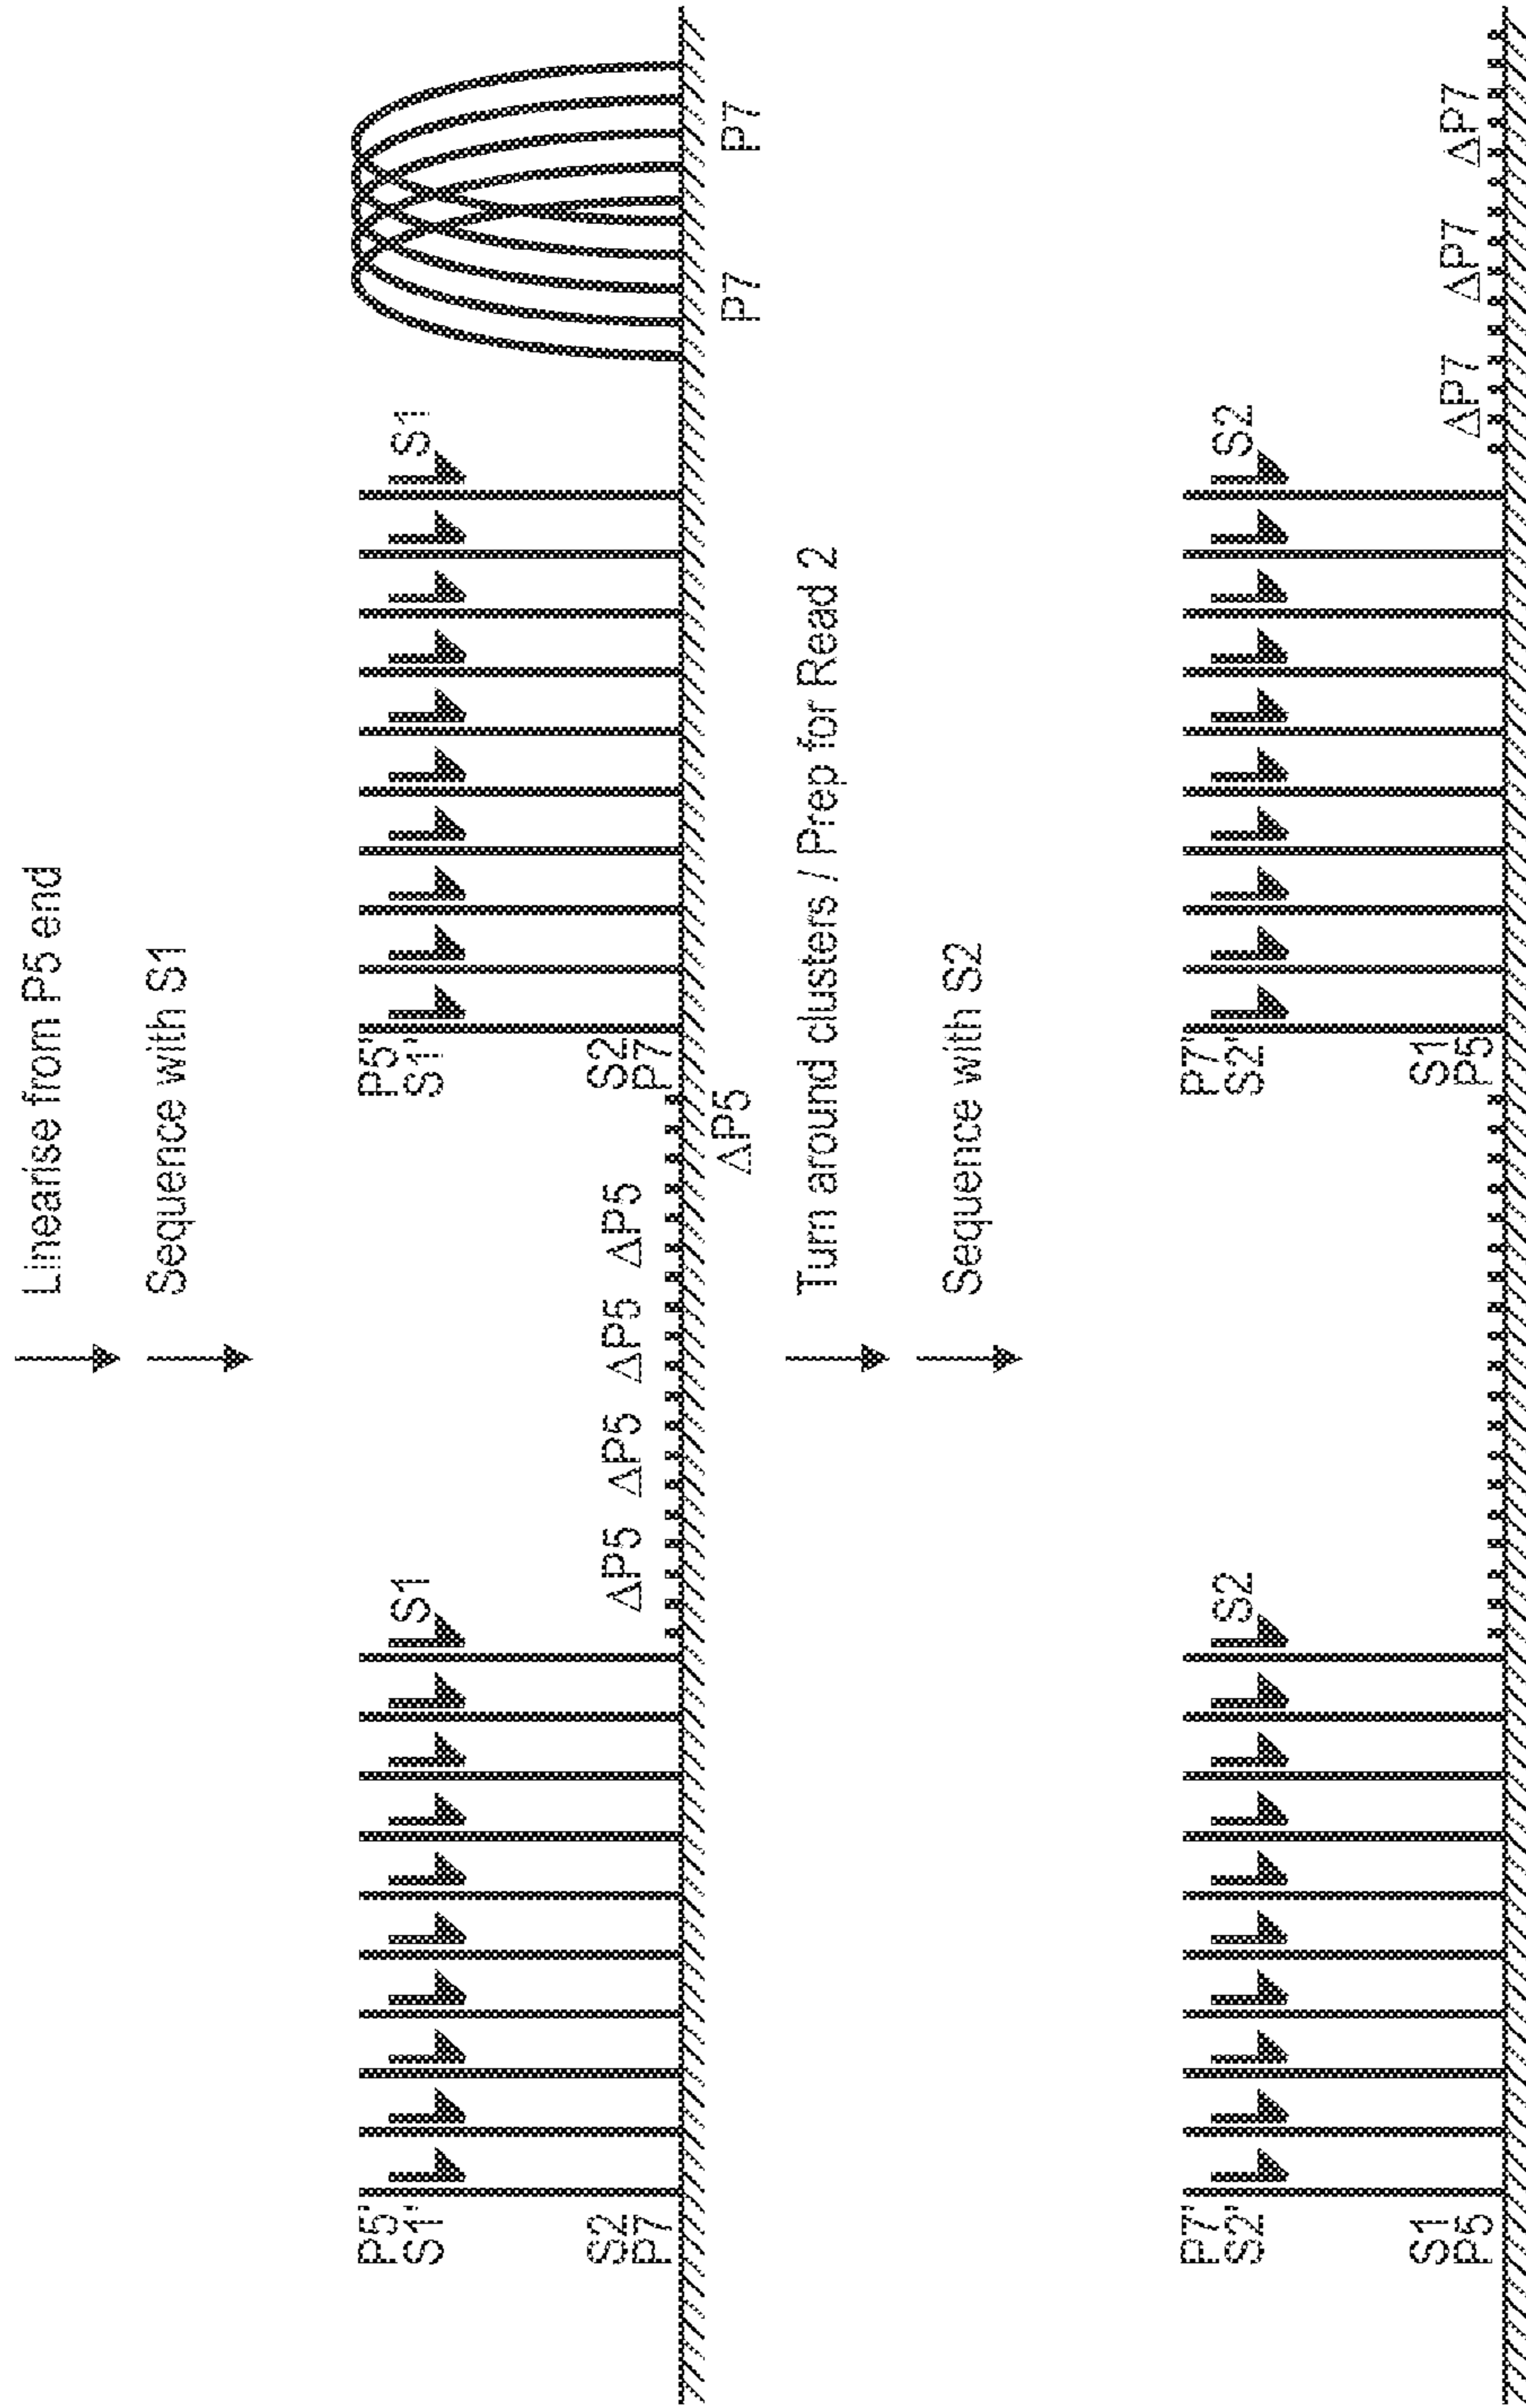 Linearise from P5 end
Sequence with S1
P5' P5'
S1' S1 S1' S1
S2 ΔP5 ΔP5 ΔP5 ΔP5 S2
P7 P7
ΔP5 P7 P7
Turn around clusters / Prep for Read 2
Sequence with S2
P7' P7'
S2' S2 S2' S2
S1 S1
P5 P5 ΔP7 ΔP7 ΔP7